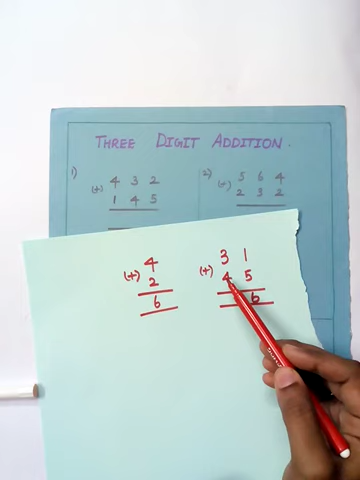 THREE DIGIT ADDITION.
1) 2)
4 3 2 5 6 4
(+) (+)
1 4 5 2 3 2
4 3 1
(+) (+)
2 4 5
6 6